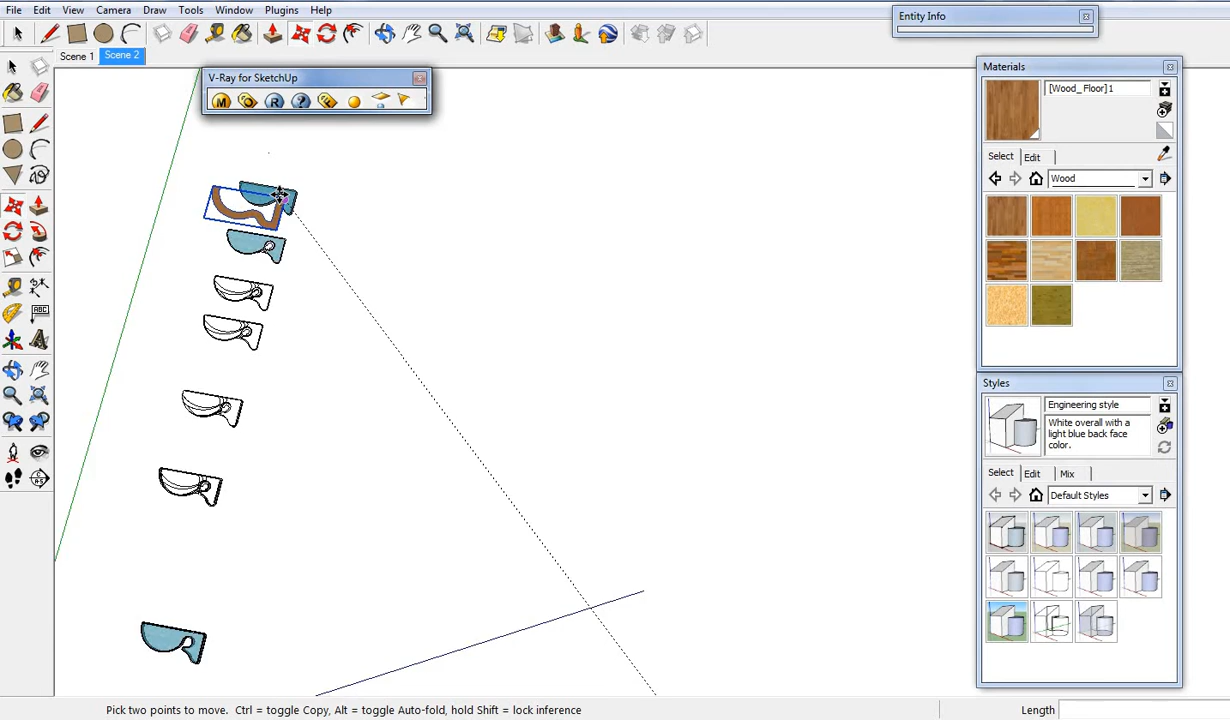 File Edit View Camera Draw Tools Window Plugins Help
Entity Info
Scene 1 Scene 2
V-Ray for SketchUp
M O R ?
Materials
[Wood_Floor]1
Select Edit
Wood
ABC
Styles
Engineering style
White overall with a
light blue back face
color.
Select Edit Mix
Default Styles
Pick two points to move. Ctrl = toggle Copy, Alt = toggle Auto-fold, hold Shift = lock inference
Length